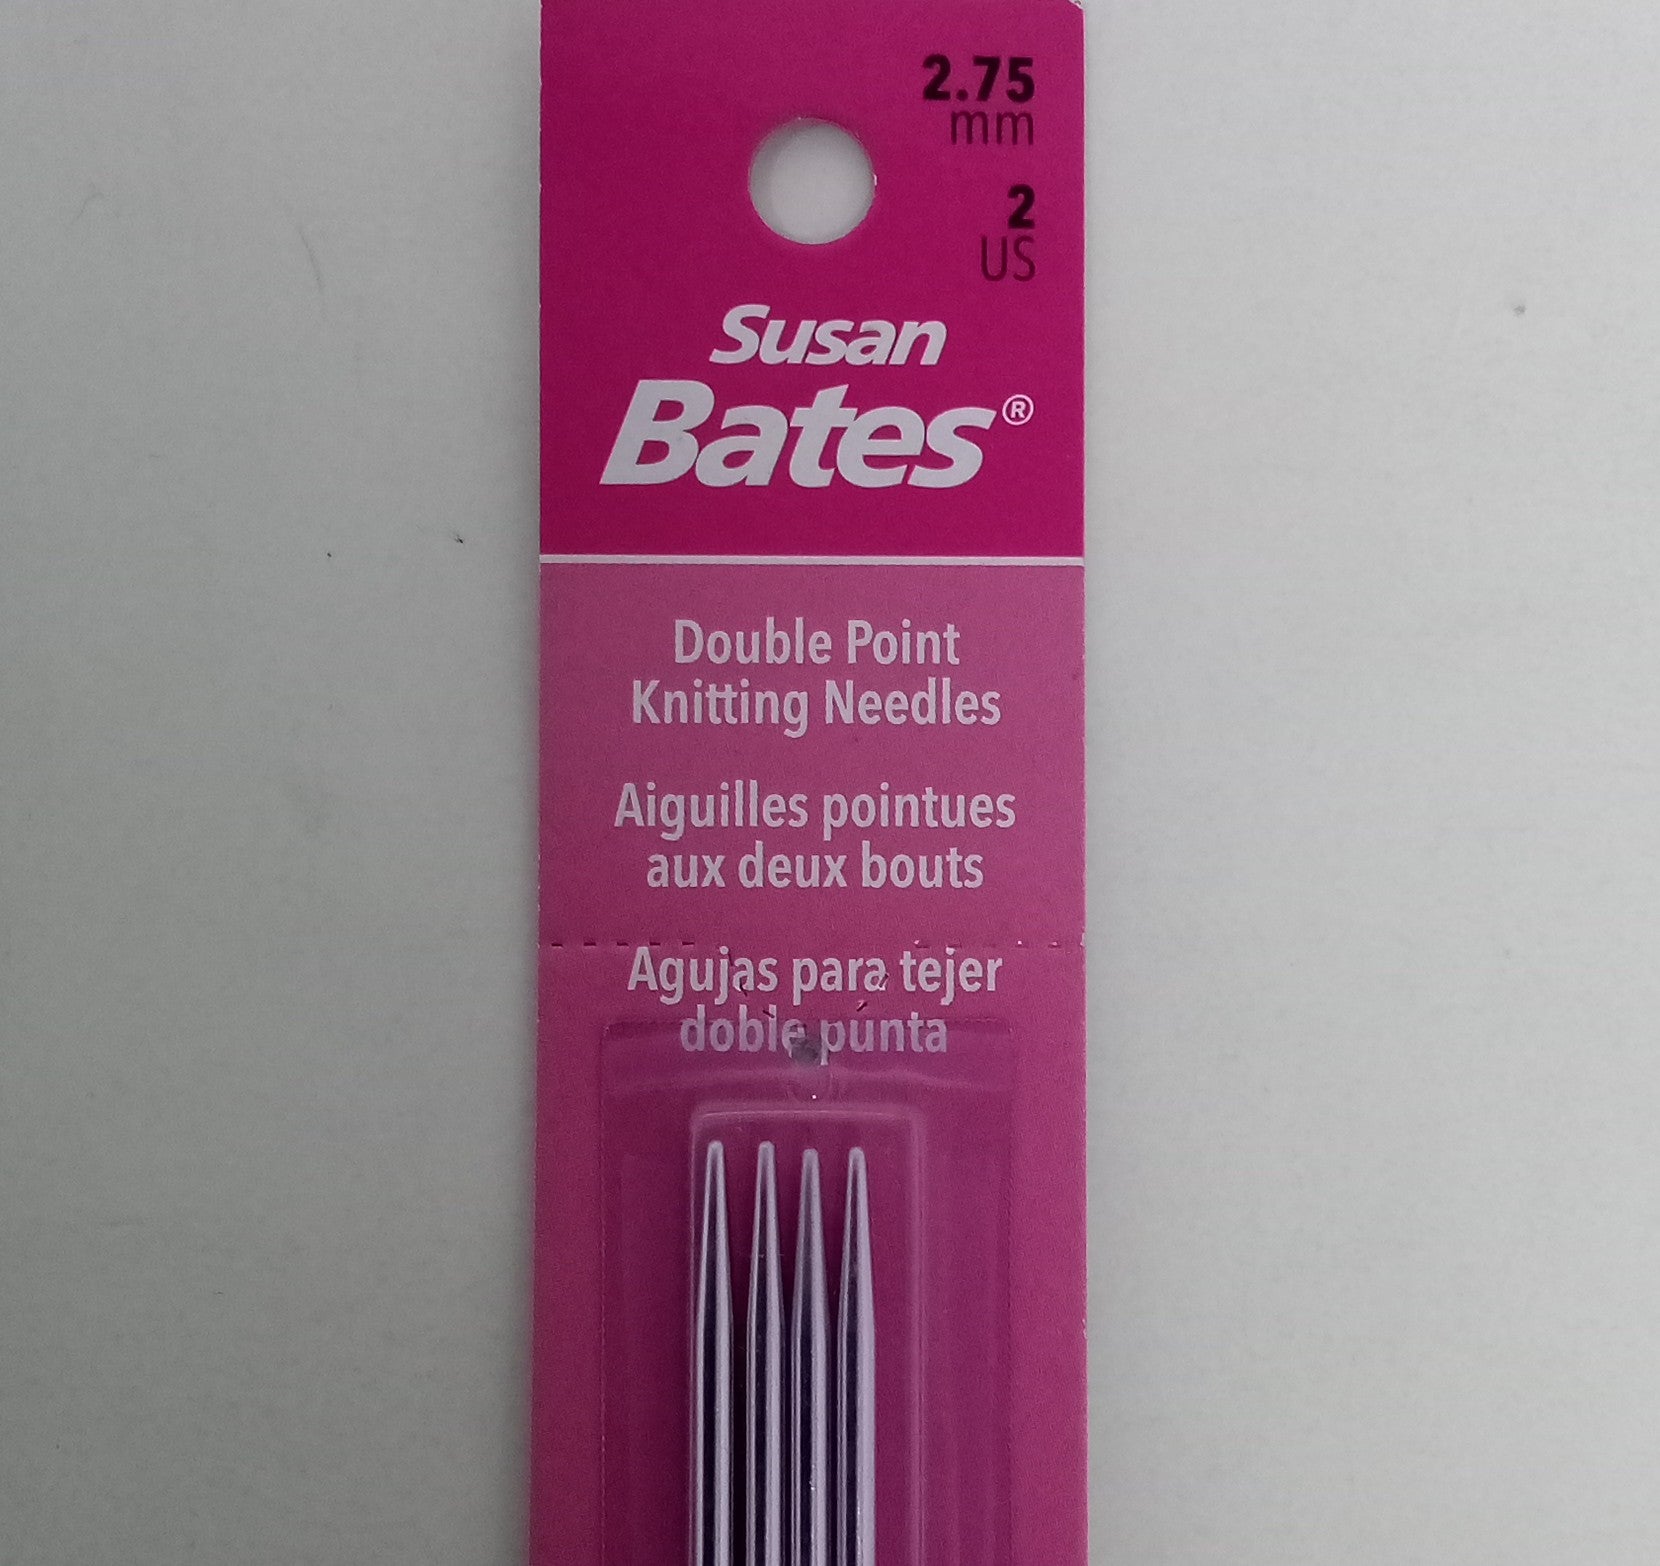 2.75
mm
2
US
Susan
Bates®
Double Point
Knitting Needles
Aiguilles pointues
aux deux bouts
Agujas para tejer
doble punta